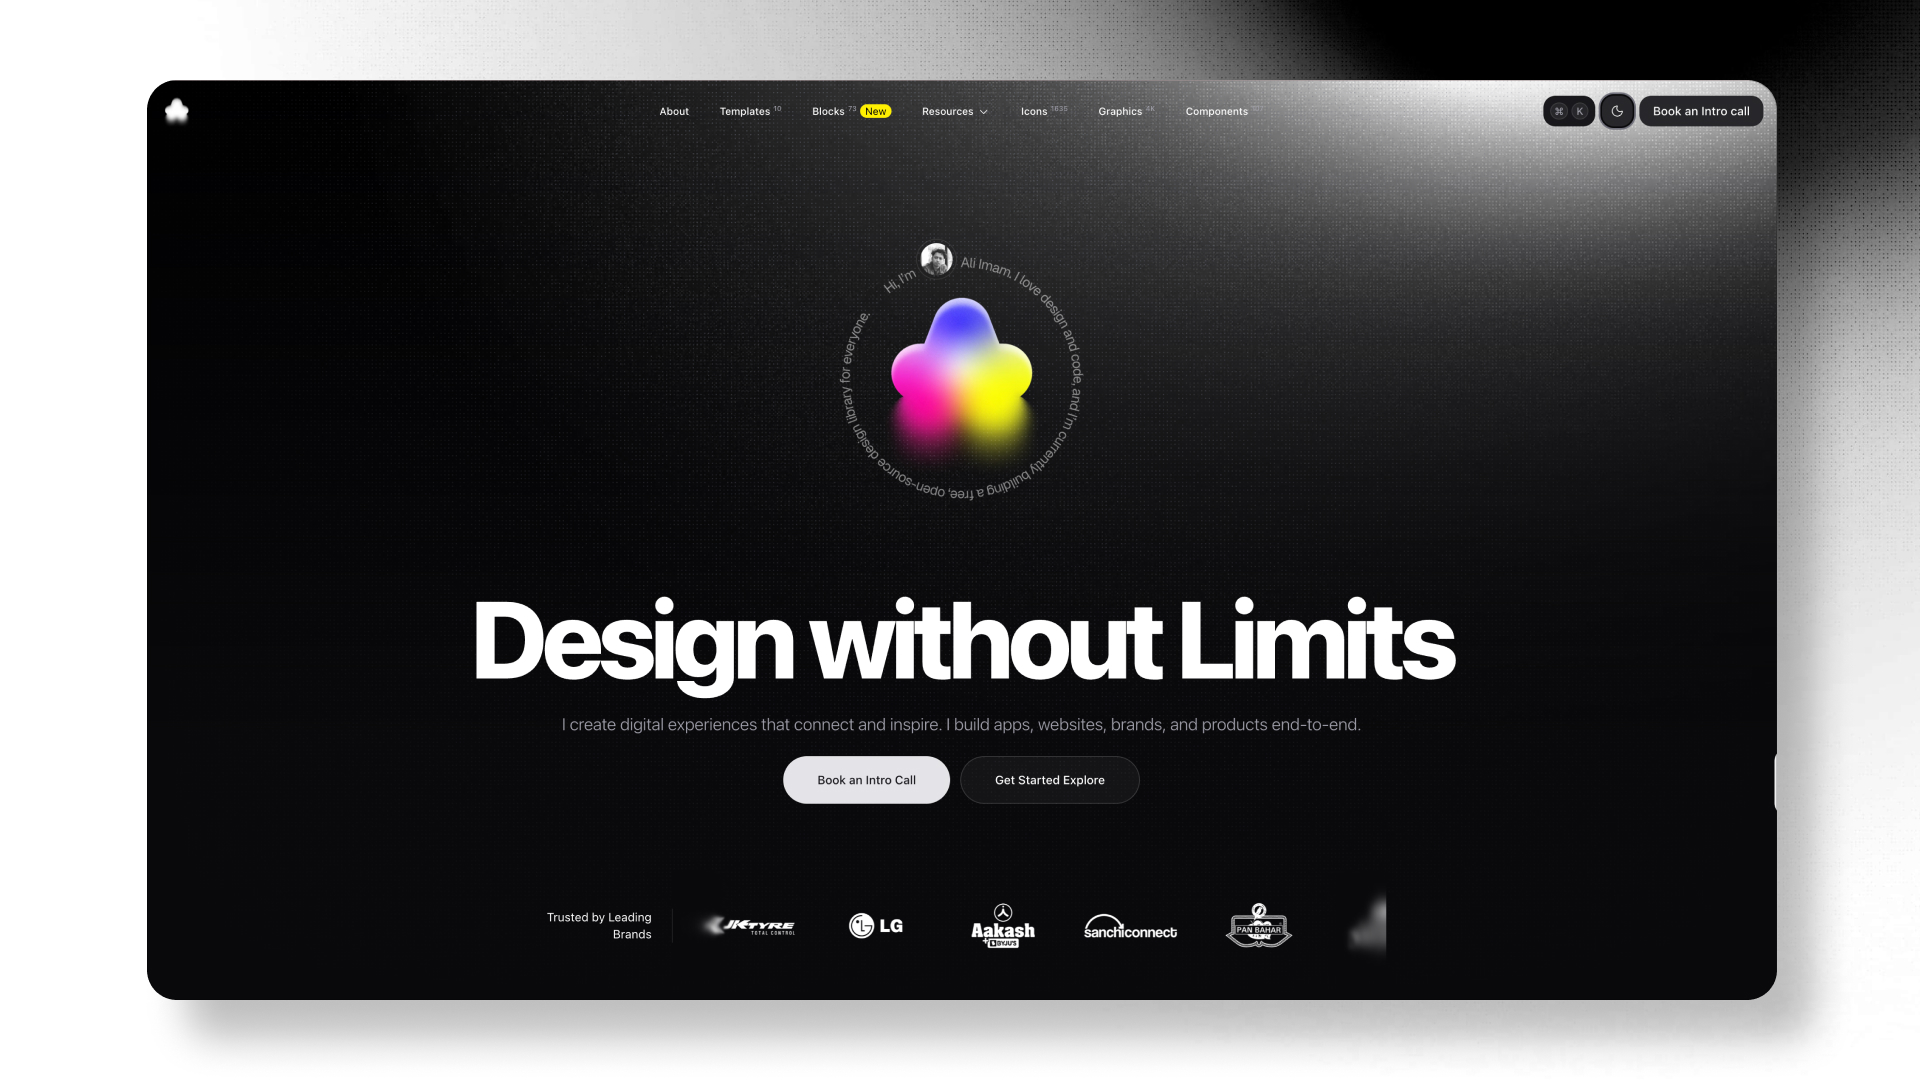 About
Templates 10
Blocks 73 New
Resources
Icons 1635
Graphics 4K
Components
⌘ K
Book an Intro call
Hi, I'm Ali Imam. I love design and code, and I'm currently building a free, open-source design library for everyone.
Design without Limits
I create digital experiences that connect and inspire. I build apps, websites, brands, and products end-to-end.
Book an Intro Call
Get Started Explore
Trusted by Leading
Brands
JK TYRE
TOTAL CONTROL
LG
Aakash
+ BYJU'S
sanchiconnect
PAN BAHAR